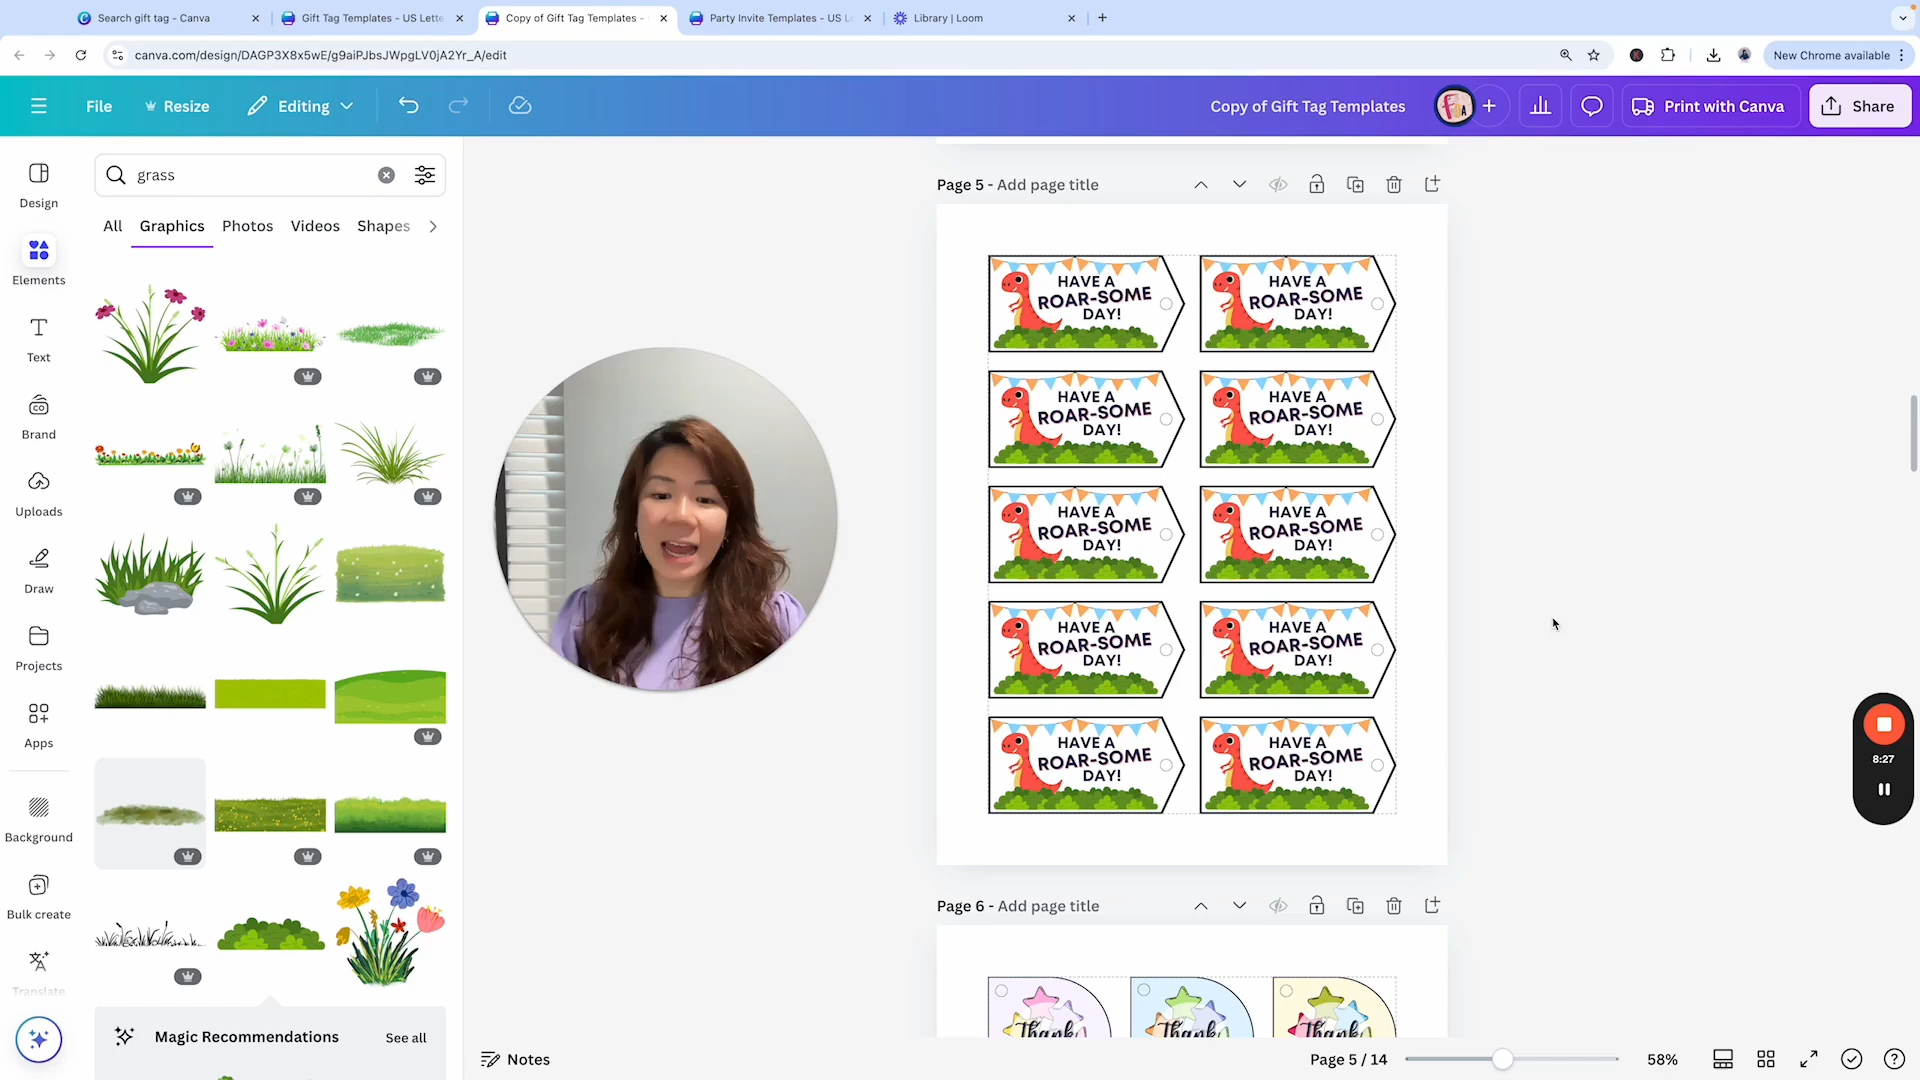 Search gift tag - Canva
Gift Tag Templates - US Lette
Copy of Gift Tag Templates -
Party Invite Templates - US L
Library | Loom
canva.com/design/DAGP3X8x5wE/g9aiPJbsJWpgLV0jA2Yr_A/edit
New Chrome available
File
Resize
Editing
Copy of Gift Tag Templates
Print with Canva
Share
Design
Elements
Text
Brand
Uploads
Draw
Projects
Apps
Background
Bulk create
Translate
grass
All
Graphics
Photos
Videos
Shapes
Magic Recommendations
See all
Page 5 - Add page title
HAVE A
ROAR-SOME
DAY!
HAVE A
ROAR-SOME
DAY!
HAVE A
ROAR-SOME
DAY!
HAVE A
ROAR-SOME
DAY!
HAVE A
ROAR-SOME
DAY!
HAVE A
ROAR-SOME
DAY!
HAVE A
ROAR-SOME
DAY!
HAVE A
ROAR-SOME
DAY!
HAVE A
ROAR-SOME
DAY!
HAVE A
ROAR-SOME
DAY!
Page 6 - Add page title
Thank
Thank
Thank
8:27
Notes
Page 5 / 14
58%